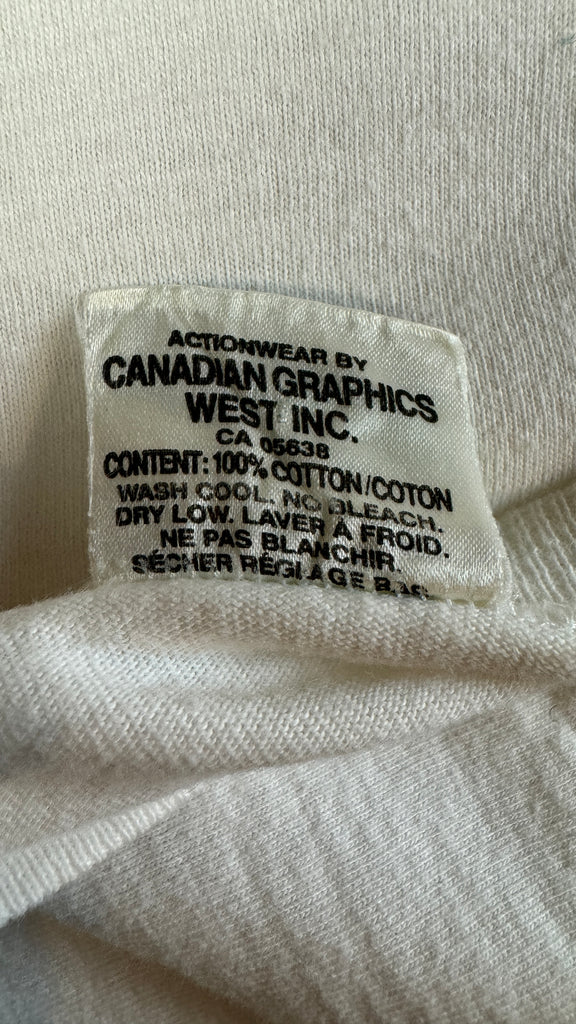 ACTIONWEAR BY
CANADIAN GRAPHICS
WEST INC.
CA 05638
CONTENT: 100% COTTON/COTON
WASH COOL. NO BLEACH.
DRY LOW. LAVER À FROID.
NE PAS BLANCHIR.
SÉCHER RÉGLAGE BAS.